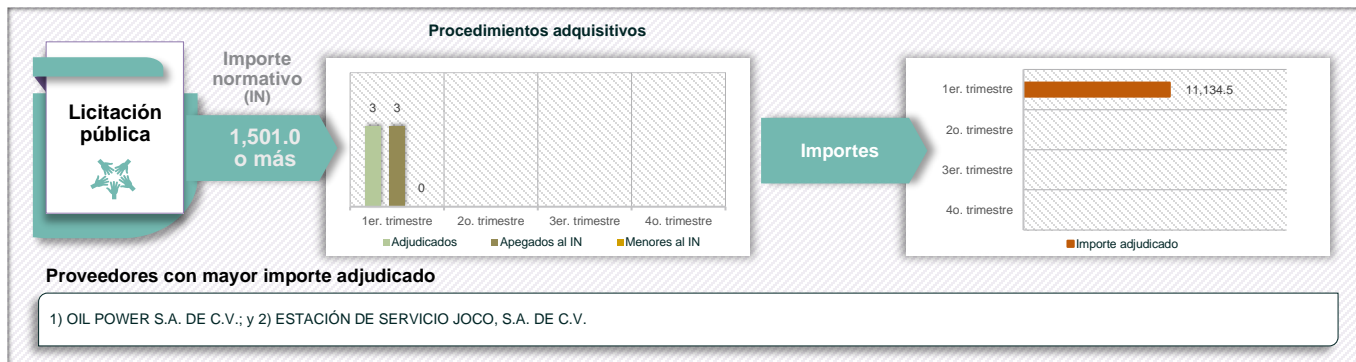 Procedimientos adquisitivos
Licitación
pública
Importe
normativo
(IN)
1,501.0
o más
3
3
0
1er. trimestre
2o. trimestre
3er. trimestre
4o. trimestre
Adjudicados
Apegados al IN
Menores al IN
Importes
1er. trimestre
11,134.5
2o. trimestre
3er. trimestre
4o. trimestre
Importe adjudicado
Proveedores con mayor importe adjudicado
1) OIL POWER S.A. DE C.V.; y 2) ESTACIÓN DE SERVICIO JOCO, S.A. DE C.V.